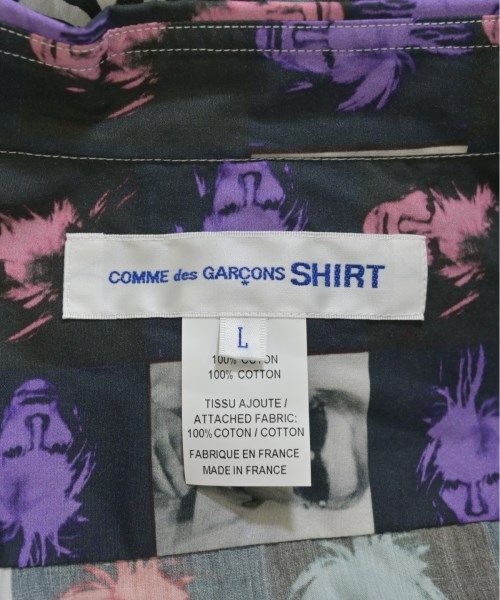 COMME des GARÇONS SHIRT
L
100% COTON
100% COTTON
TISSU AJOUTE /
ATTACHED FABRIC:
100% COTON / COTTON
FABRIQUE EN FRANCE
MADE IN FRANCE